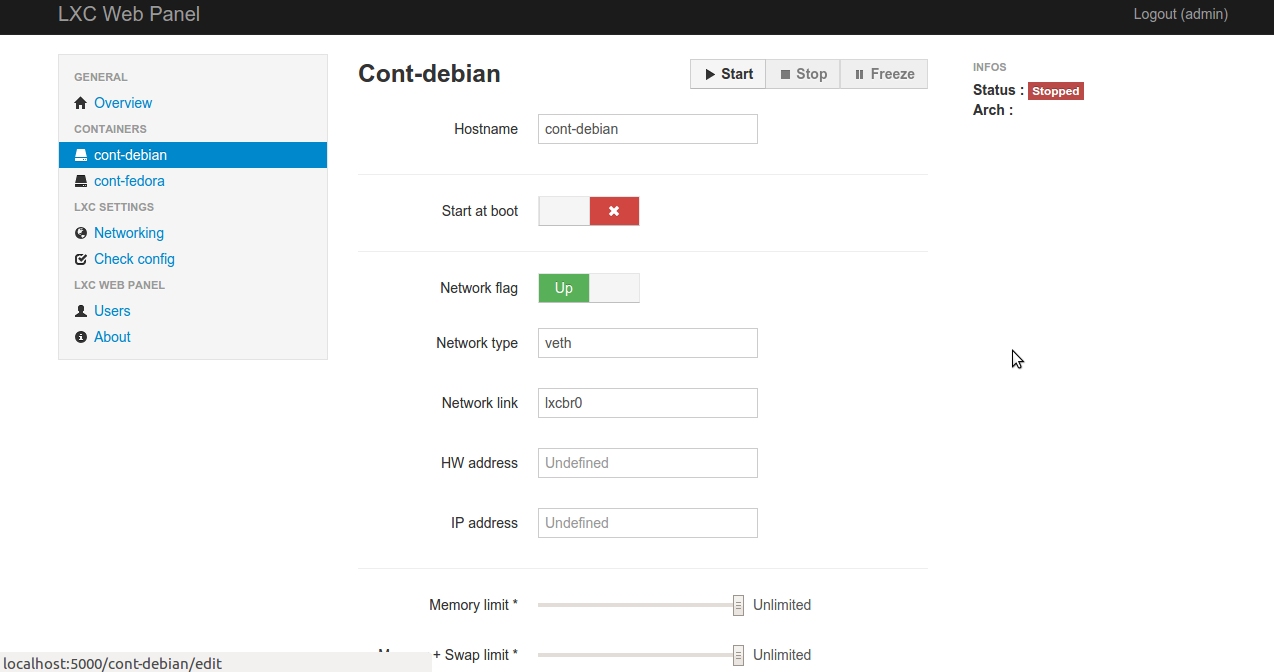 LXC Web Panel
Logout (admin)
GENERAL
Overview
CONTAINERS
cont-debian
cont-fedora
LXC SETTINGS
Networking
Check config
LXC WEB PANEL
Users
About
Cont-debian
Start Stop Freeze
Hostname cont-debian
Start at boot
Network flag Up
Network type veth
Network link lxcbr0
HW address Undefined
IP address Undefined
Memory limit * Unlimited
+ Swap limit * Unlimited
INFOS
Status : Stopped
Arch :
localhost:5000/cont-debian/edit